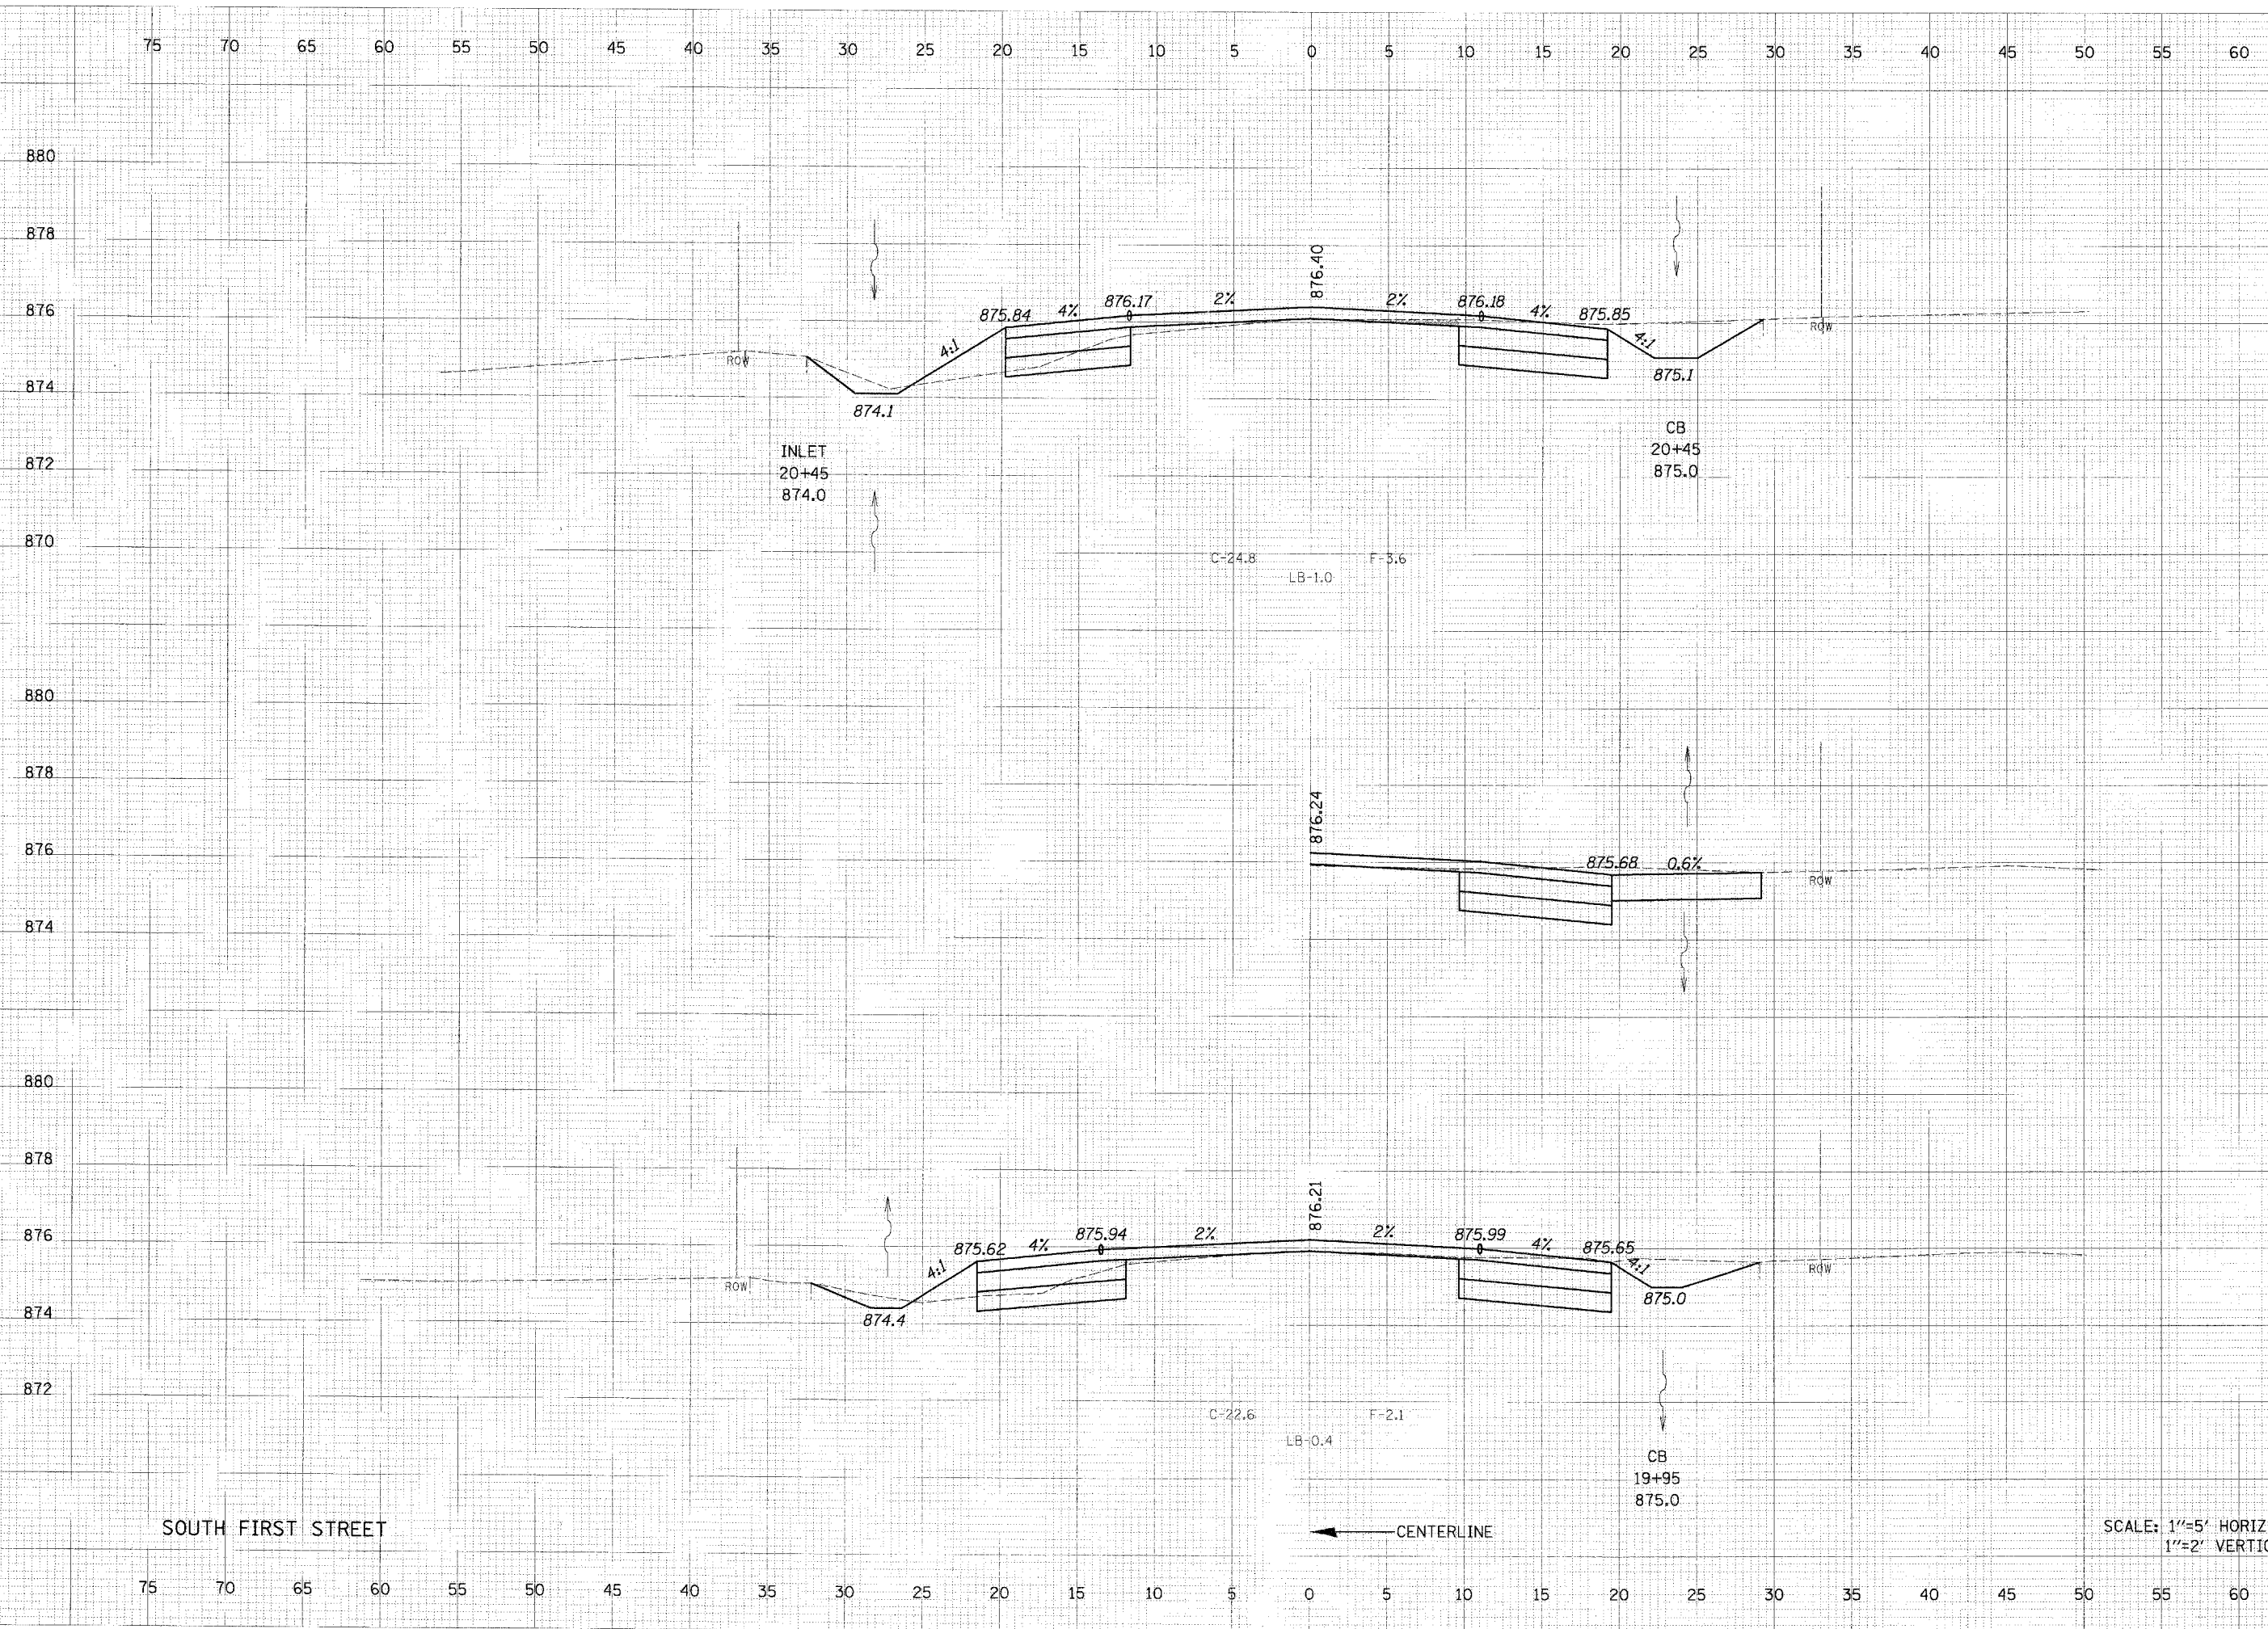 75 70 65 60 55 50 45 40 35 30 25 20 15 10 5 0 5 10 15 20 25 30 35 40 45 50 55 60
880
878
876.40
876
875.84 4% 876.17 2% 2% 876.18 4% 875.85
ROW 4:1 4:1 ROW
874
874.1 875.1
INLET
20+45
874.0
CB
20+45
875.0
872
870
C-24.8 F-3.6
LB-1.0
880
878
876.24
876
875.68 0.6%
ROW
874
880
878
876.21
876
875.62 4% 875.94 2% 2% 875.99 4% 875.65
ROW 4:1 4:1 ROW
874
874.4 875.0
872
C-22.6 F-2.1
LB-0.4
CB
19+95
875.0
SOUTH FIRST STREET
CENTERLINE
SCALE: 1"=5' HORIZ
1"=2' VERTIC
75 70 65 60 55 50 45 40 35 30 25 20 15 10 5 0 5 10 15 20 25 30 35 40 45 50 55 60